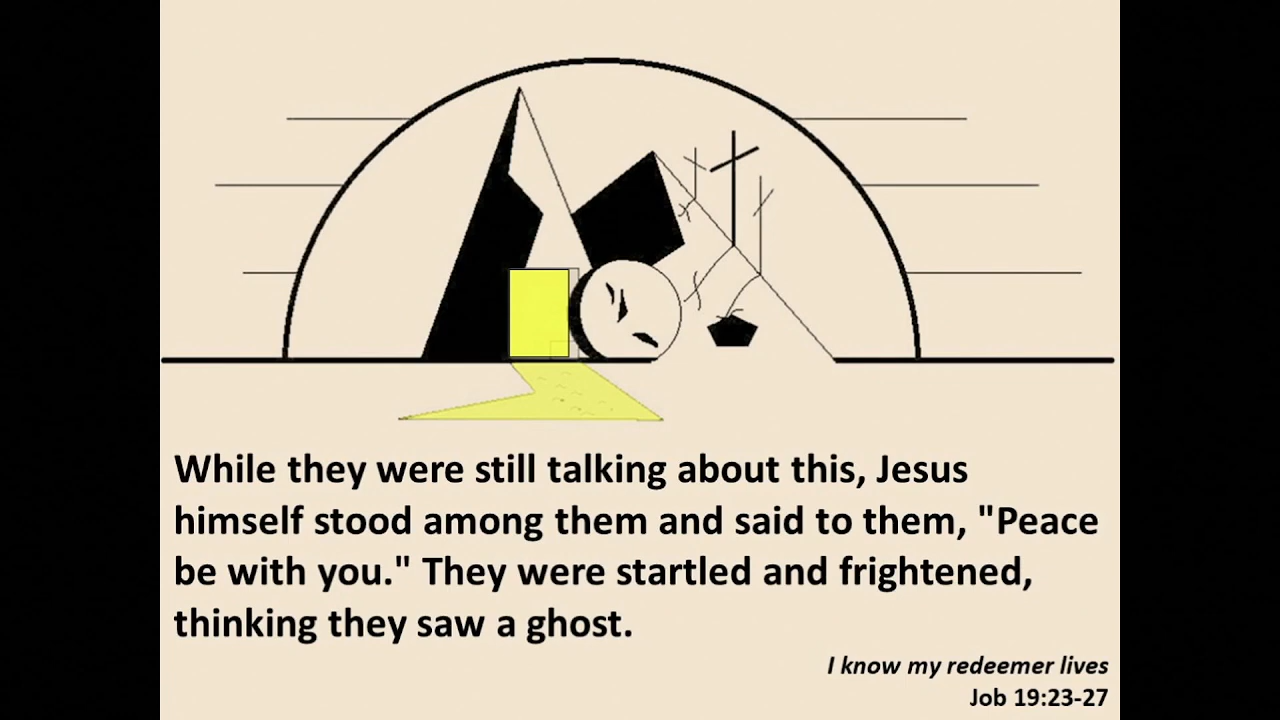 While they were still talking about this, Jesus
himself stood among them and said to them, "Peace
be with you." They were startled and frightened,
thinking they saw a ghost.
I know my redeemer lives
Job 19:23-27